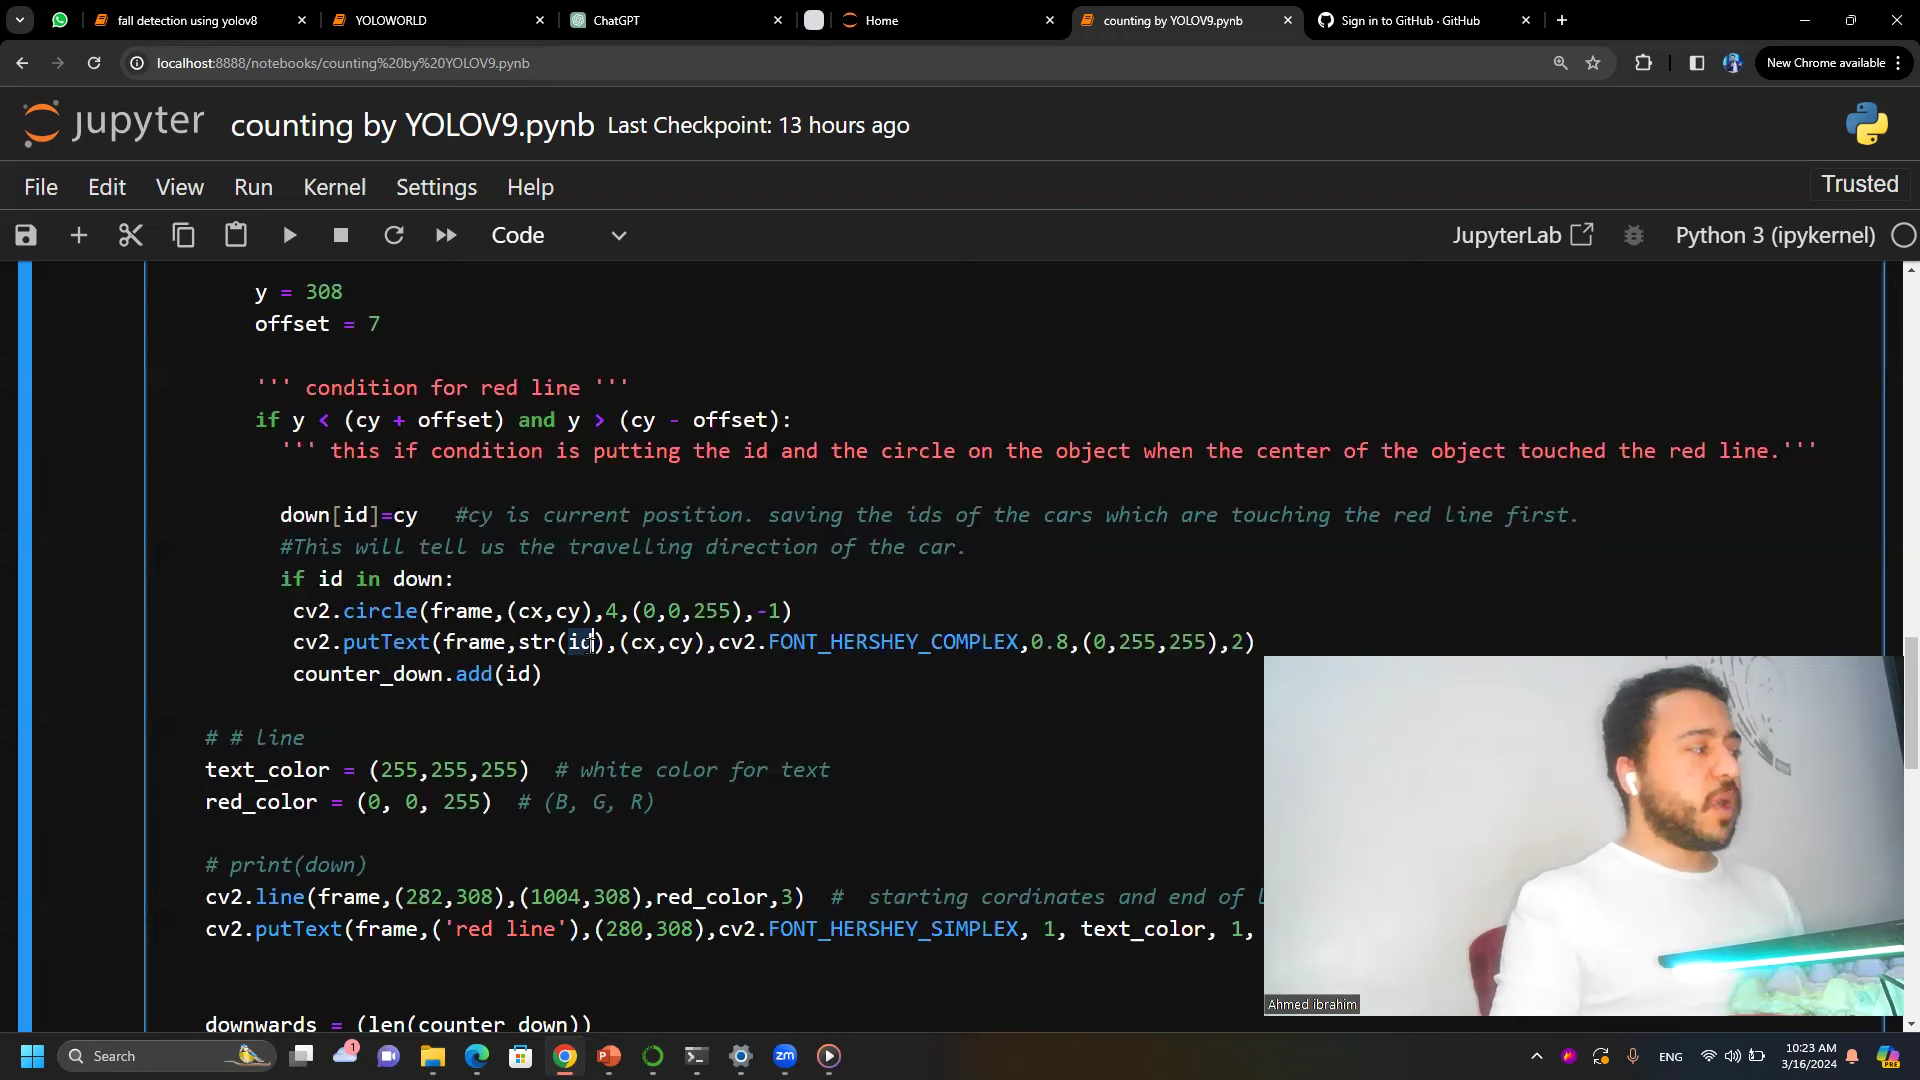 fall detection using yolov8
YOLOWORLD
ChatGPT
Home
counting by YOLOV9.pynb
Sign in to GitHub · GitHub
localhost:8888/notebooks/counting%20by%20YOLOV9.pynb
New Chrome available
jupyter
counting by YOLOV9.pynb Last Checkpoint: 13 hours ago
File Edit View Run Kernel Settings Help
Trusted
Code
JupyterLab
Python 3 (ipykernel)
y = 308
offset = 7
''' condition for red line '''
if y < (cy + offset) and y > (cy - offset):
''' this if condition is putting the id and the circle on the object when the center of the object touched the red line.'''
down[id]=cy   #cy is current position. saving the ids of the cars which are touching the red line first.
#This will tell us the travelling direction of the car.
if id in down:
cv2.circle(frame,(cx,cy),4,(0,0,255),-1)
cv2.putText(frame,str(id),(cx,cy),cv2.FONT_HERSHEY_COMPLEX,0.8,(0,255,255),2)
counter_down.add(id)
# # line
text_color = (255,255,255)  # white color for text
red_color = (0, 0, 255)  # (B, G, R)
# print(down)
cv2.line(frame,(282,308),(1004,308),red_color,3)  #  starting cordinates and end of l
cv2.putText(frame,('red line'),(280,308),cv2.FONT_HERSHEY_SIMPLEX, 1, text_color, 1,
downwards = (len(counter_down))
Ahmed ibrahim
Search
1
zm
ENG
10:23 AM
3/16/2024
PRE